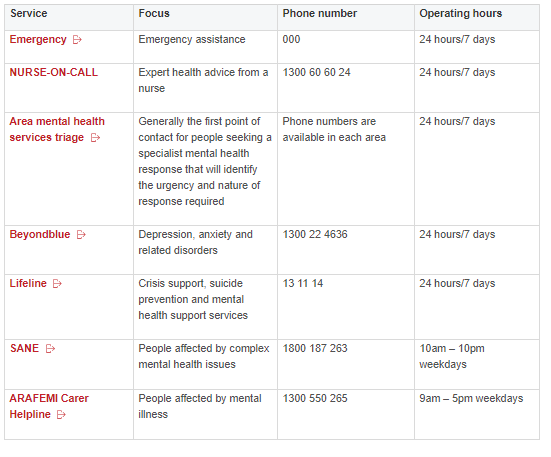 Service Focus Phone number Operating hours
Emergency Emergency assistance 000 24 hours/7 days
NURSE-ON-CALL Expert health advice from a 1300 60 60 24 24 hours/7 days
nurse
Area mental health Generally the first point of Phone numbers are 24 hours/7 days
services triage contact for people seeking a available in each area
specialist mental health
response that will identify
the urgency and nature of
response required
Beyondblue Depression, anxiety and 1300 22 4636 24 hours/7 days
related disorders
Lifeline Crisis support, suicide 13 11 14 24 hours/7 days
prevention and mental
health support services
SANE People affected by complex 1800 187 263 10am – 10pm
mental health issues weekdays
ARAFEMI Carer People affected by mental 1300 550 265 9am – 5pm weekdays
Helpline illness